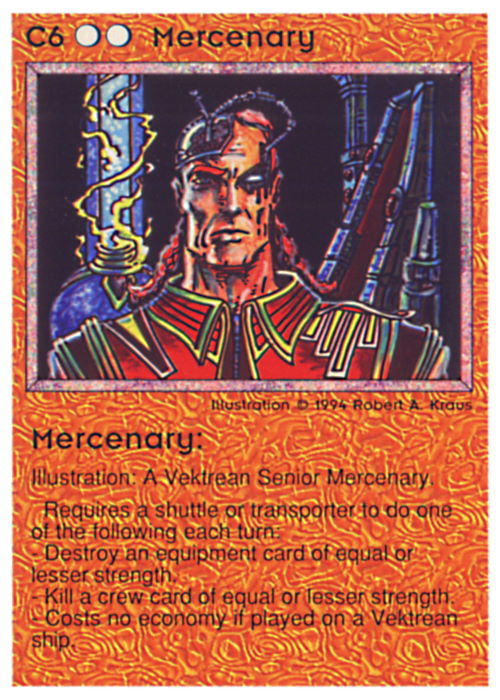 C6 Mercenary
Illustration © 1994 Robert A. Kraus
Mercenary:
Illustration: A Vektrean Senior Mercenary.
Requires a shuttle or transporter to do one
of the following each turn:
- Destroy an equipment card of equal or
lesser strength.
- Kill a crew card of equal or lesser strength.
- Costs no economy if played on a Vektrean
ship.